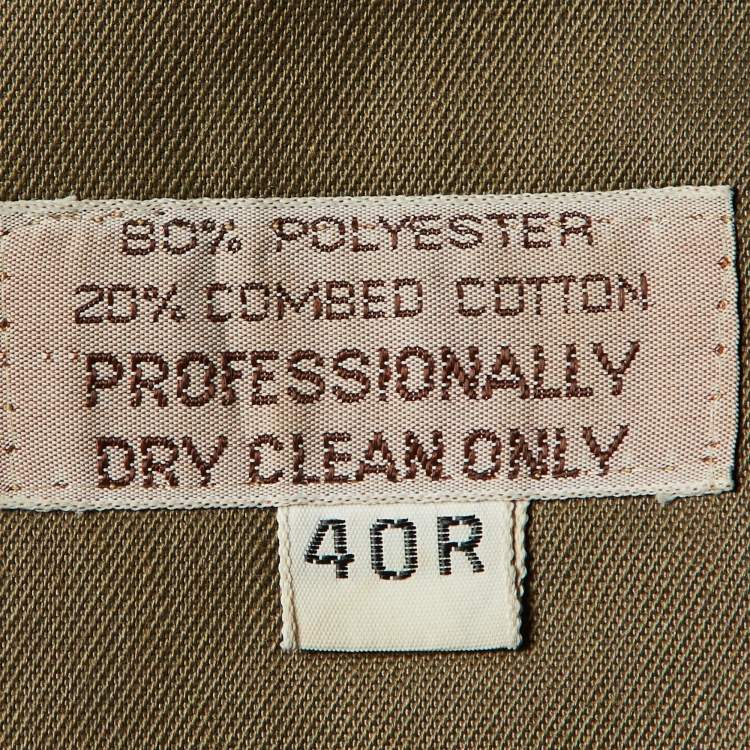 80% POLYESTER
20% COMBED COTTON
PROFESSIONALLY
DRY CLEAN ONLY
40R